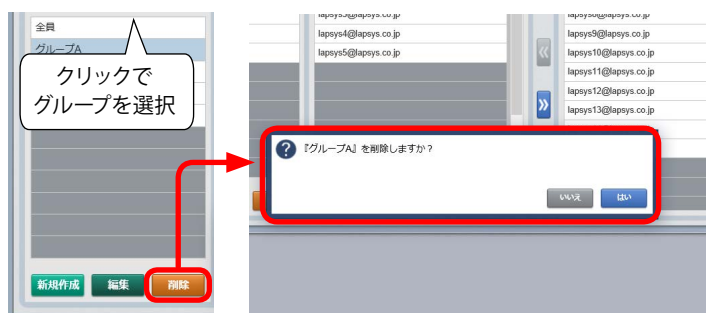 全員
グループA
クリックで
グループを選択
新規作成
編集
削除
lapsys4@lapsys.co.jp
lapsys5@lapsys.co.jp
lapsys9@lapsys.co.jp
lapsys10@lapsys.co.jp
lapsys11@lapsys.co.jp
lapsys12@lapsys.co.jp
lapsys13@lapsys.co.jp
『グループA』を削除しますか？
いいえ
はい